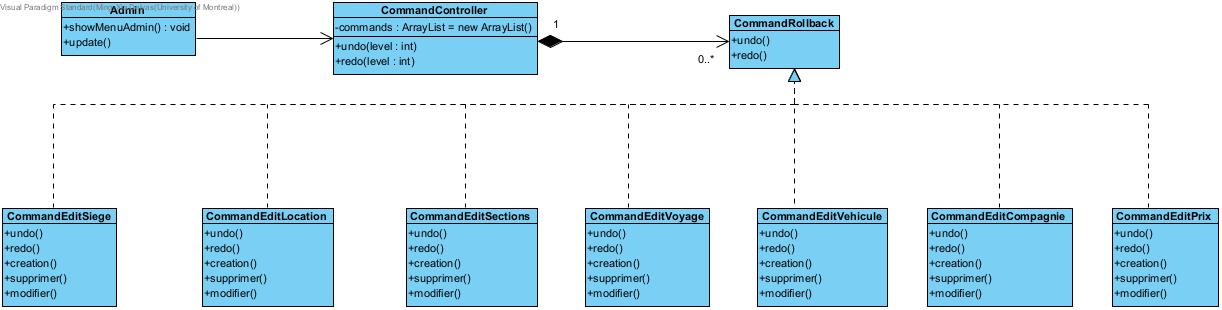 Visual Paradigm Standard(
(University of Montreal))
Admin
+showMenuAdmin() : void
+update()
CommandController
-commands : ArrayList = new ArrayList()
+undo(level : int)
+redo(level : int)
1
0..*
CommandRollback
+undo()
+redo()
CommandEditSiege
+undo()
+redo()
+creation()
+supprimer()
+modifier()
CommandEditLocation
+undo()
+redo()
+creation()
+supprimer()
+modifier()
CommandEditSections
+undo()
+redo()
+creation()
+supprimer()
+modifier()
CommandEditVoyage
+undo()
+redo()
+creation()
+supprimer()
+modifier()
CommandEditVehicule
+undo()
+redo()
+creation()
+supprimer()
+modifier()
CommandEditCompagnie
+undo()
+redo()
+creation()
+supprimer()
+modifier()
CommandEditPrix
+undo()
+redo()
+creation()
+supprimer()
+modifier()